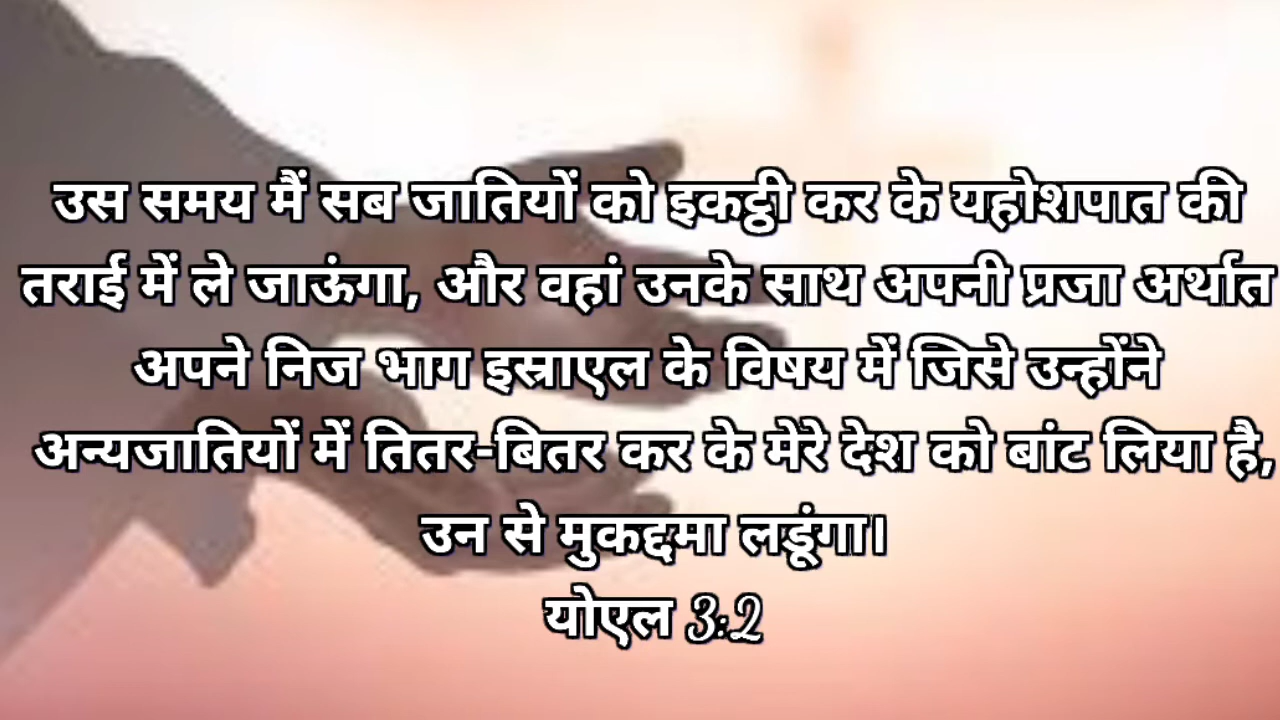 उस समय मैं सब जातियों को इकट्ठी कर के यहोशपात की
तराई में ले जाऊंगा, और वहां उनके साथ अपनी प्रजा अर्थात
अपने निज भाग इस्राएल के विषय में जिसे उन्होंने
अन्यजातियों में तितर-बितर कर के मेरे देश को बांट लिया है,
उन से मुकद्दमा लडूंगा।
योएल 3:2